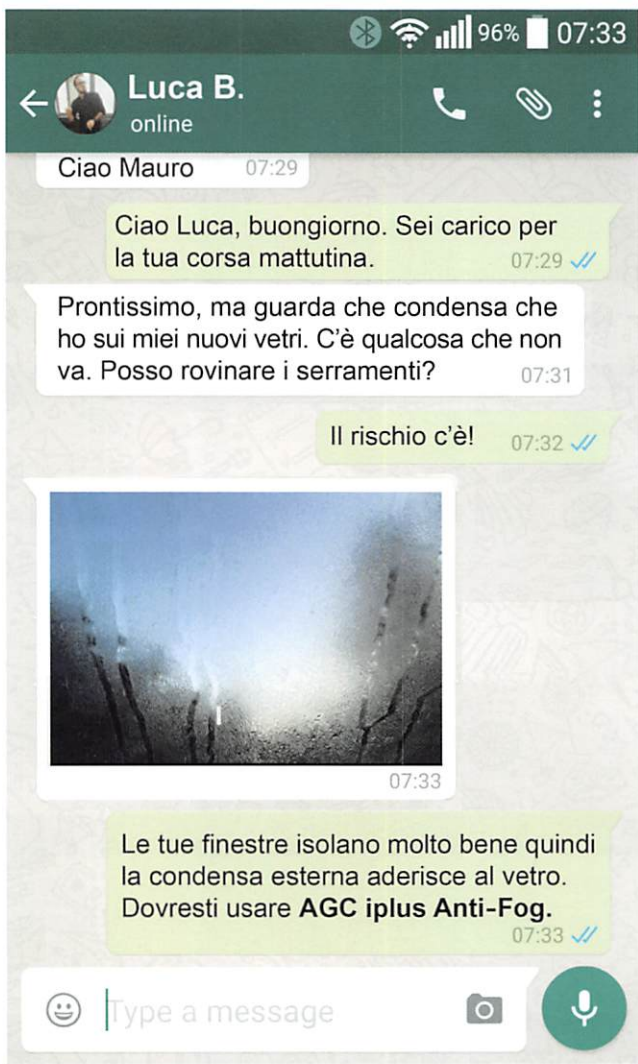 96% 07:33
Luca B.
online
Ciao Mauro 07:29
Ciao Luca, buongiorno. Sei carico per
la tua corsa mattutina. 07:29
Prontissimo, ma guarda che condensa che
ho sui miei nuovi vetri. C'è qualcosa che non
va. Posso rovinare i serramenti? 07:31
Il rischio c'è! 07:32
07:33
Le tue finestre isolano molto bene quindi
la condensa esterna aderisce al vetro.
Dovresti usare AGC iplus Anti-Fog.
07:33
Type a message